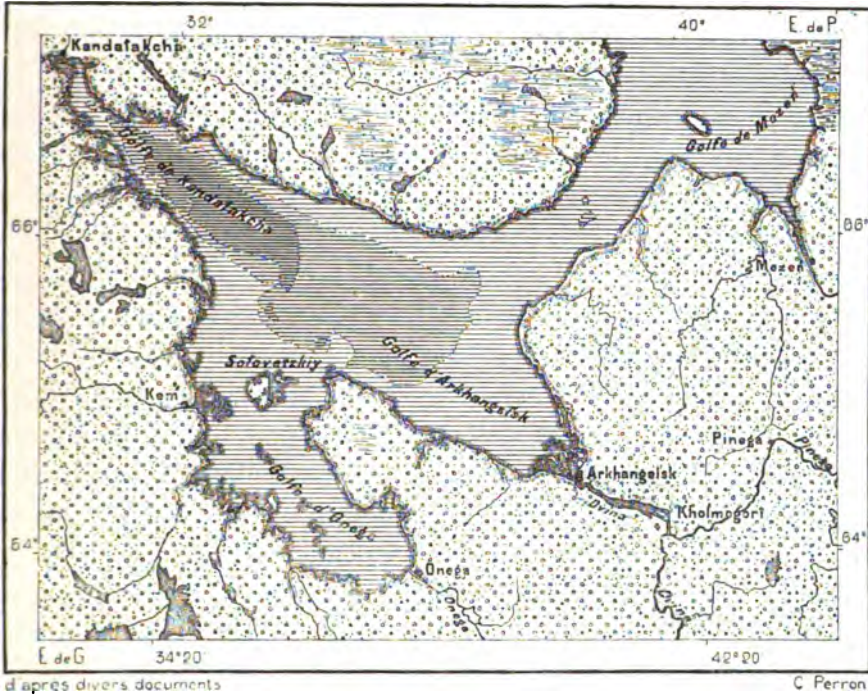 32° 40° E. de P.
Kandalakcha
Golfe de Mezen
Golfe de Kandalakcha
66° 66°
Mezen
Golfe d'Arkhangelsk
Solovetzkiy
Kem
Pinega
Pinega
Arkhangelsk
Dvina
Kholmogori
Golfe d'Onega
64° 64°
Onega
Onega
Dvina
E. de G 34°20 42°20
d'après divers documents C Perron